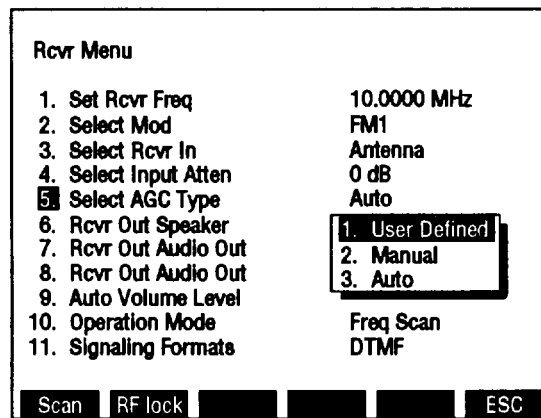 Rcvr Menu
1. Set Rcvr Freq 10.0000 MHz
2. Select Mod FM1
3. Select Rcvr In Antenna
4. Select Input Atten 0 dB
5. Select AGC Type Auto
6. Rcvr Out Speaker
7. Rcvr Out Audio Out
8. Rcvr Out Audio Out
9. Auto Volume Level
1. User Defined
2. Manual
3. Auto
10. Operation Mode Freq Scan
11. Signaling Formats DTMF
Scan RF lock ESC